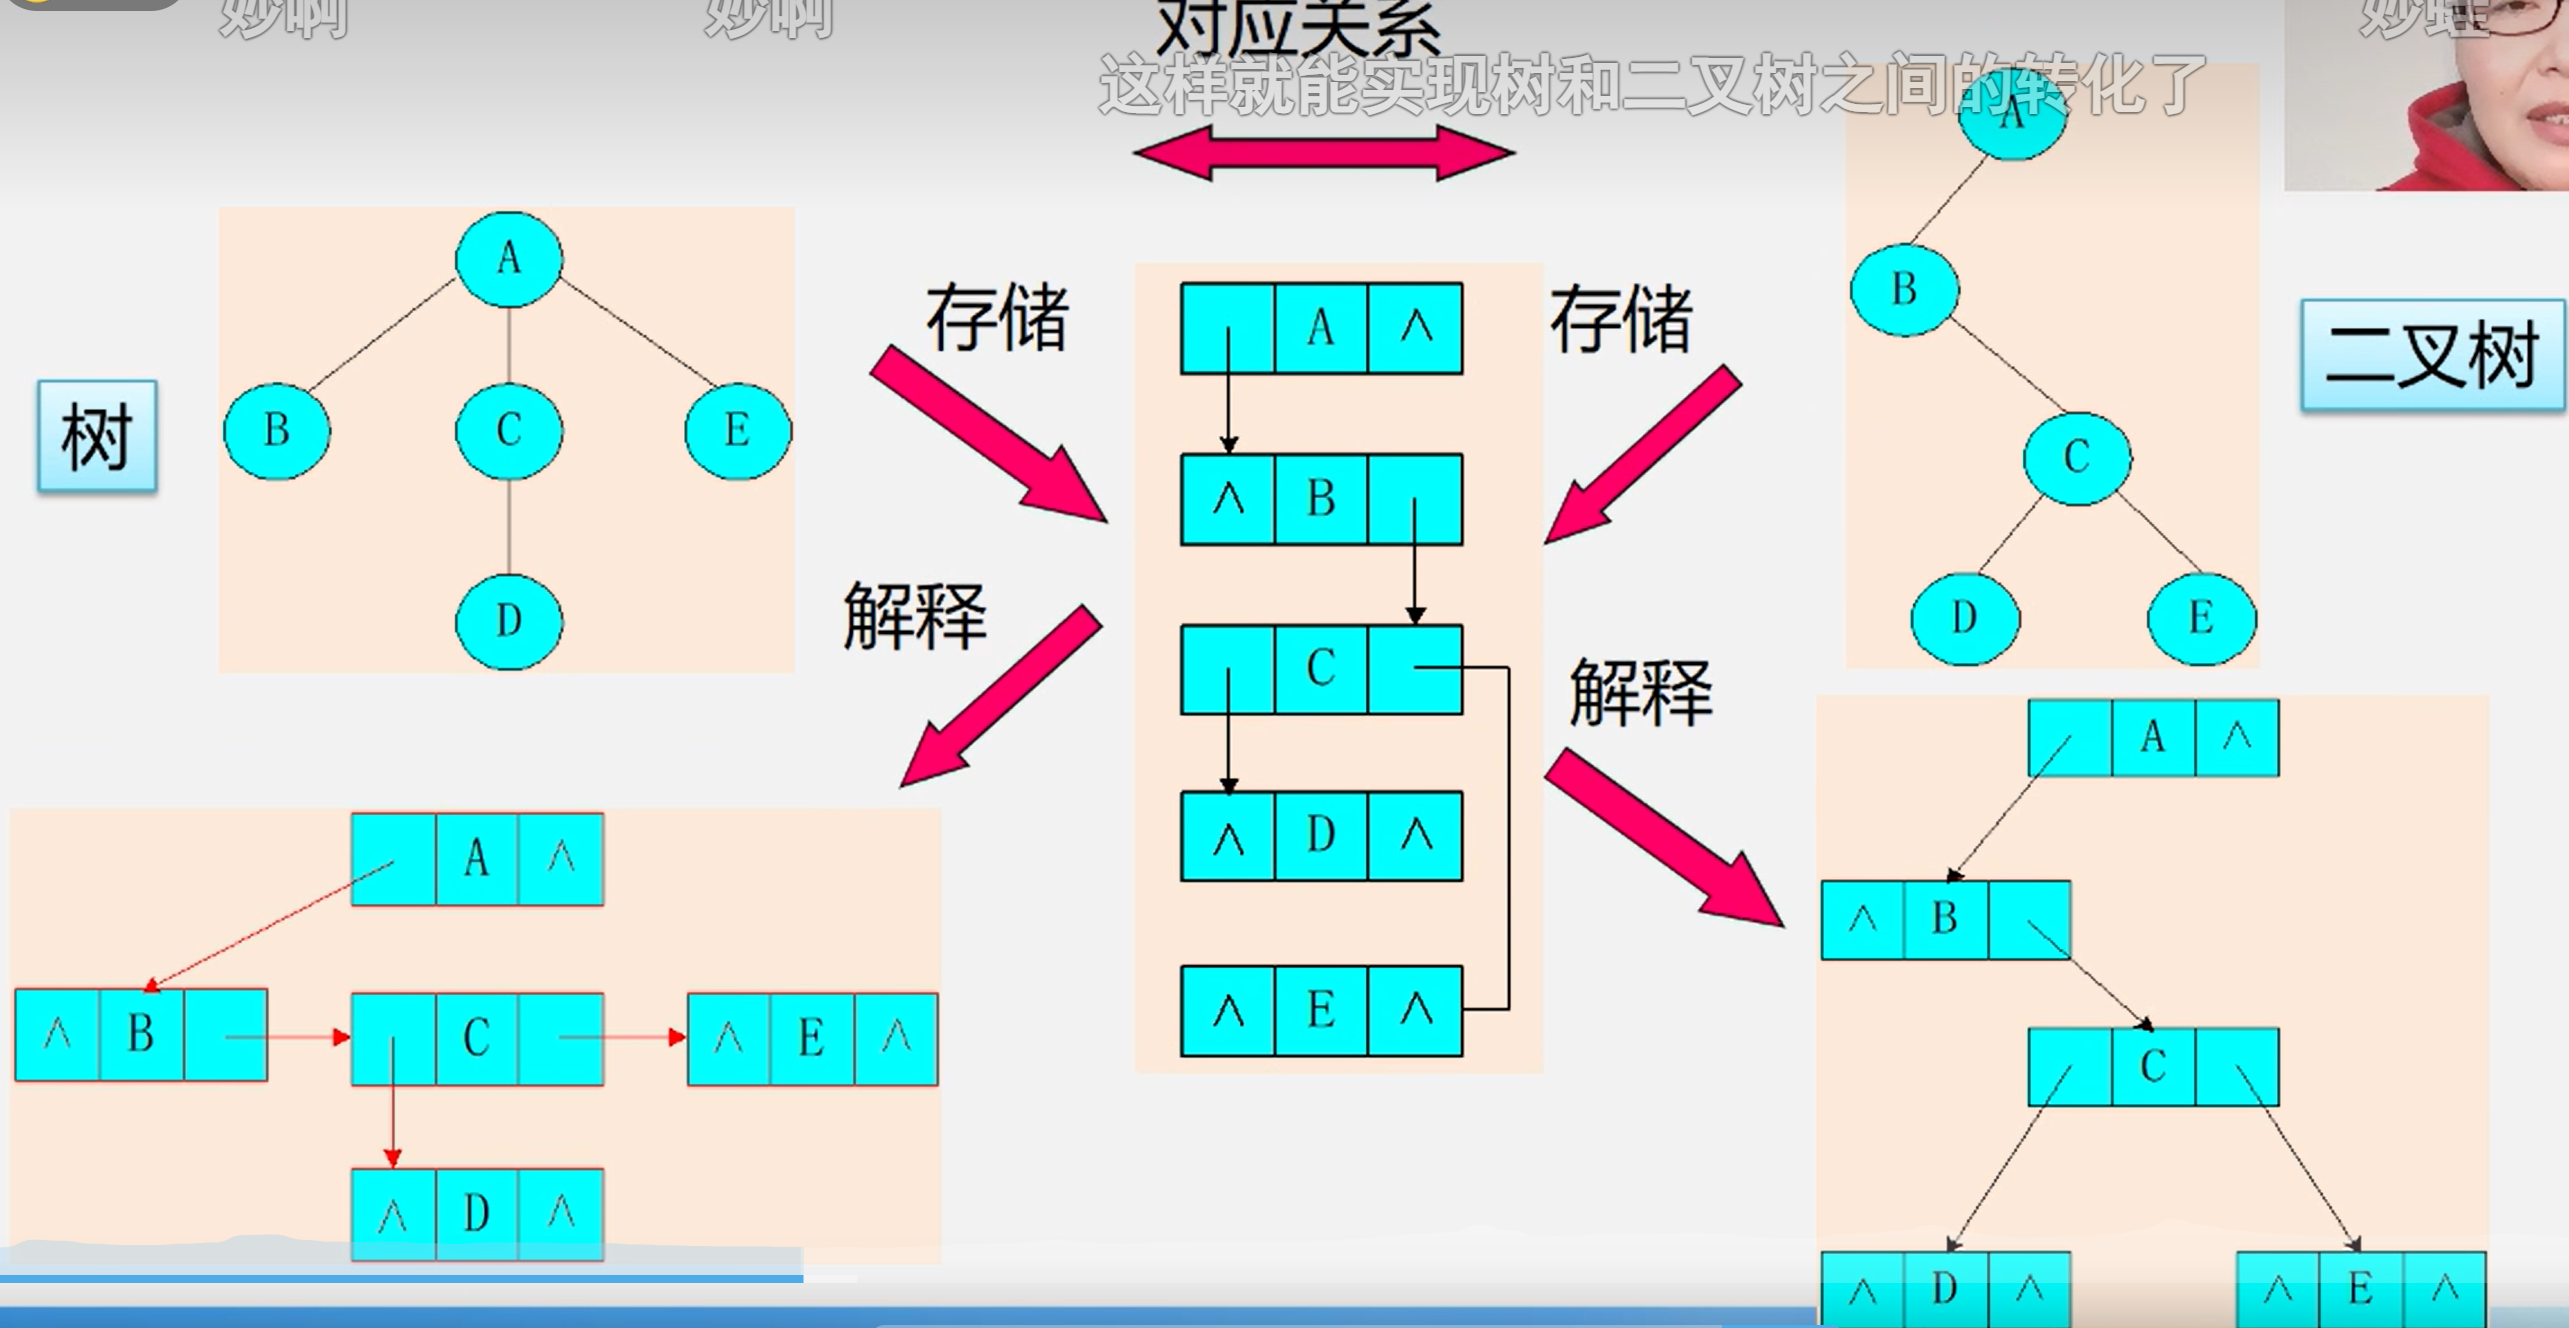 妙啊
妙啊
对应关系
妙蛙
这样就能实现树和二叉树之间的转化了
树
A
B C E
D
存储
存储
解释
解释
A ∧
∧ B
C
∧ D ∧
∧ E ∧
A
B
C
D E
二叉树
A ∧
∧ B C ∧ E ∧
∧ D ∧
A ∧
∧ B
C
∧ D ∧ ∧ E ∧